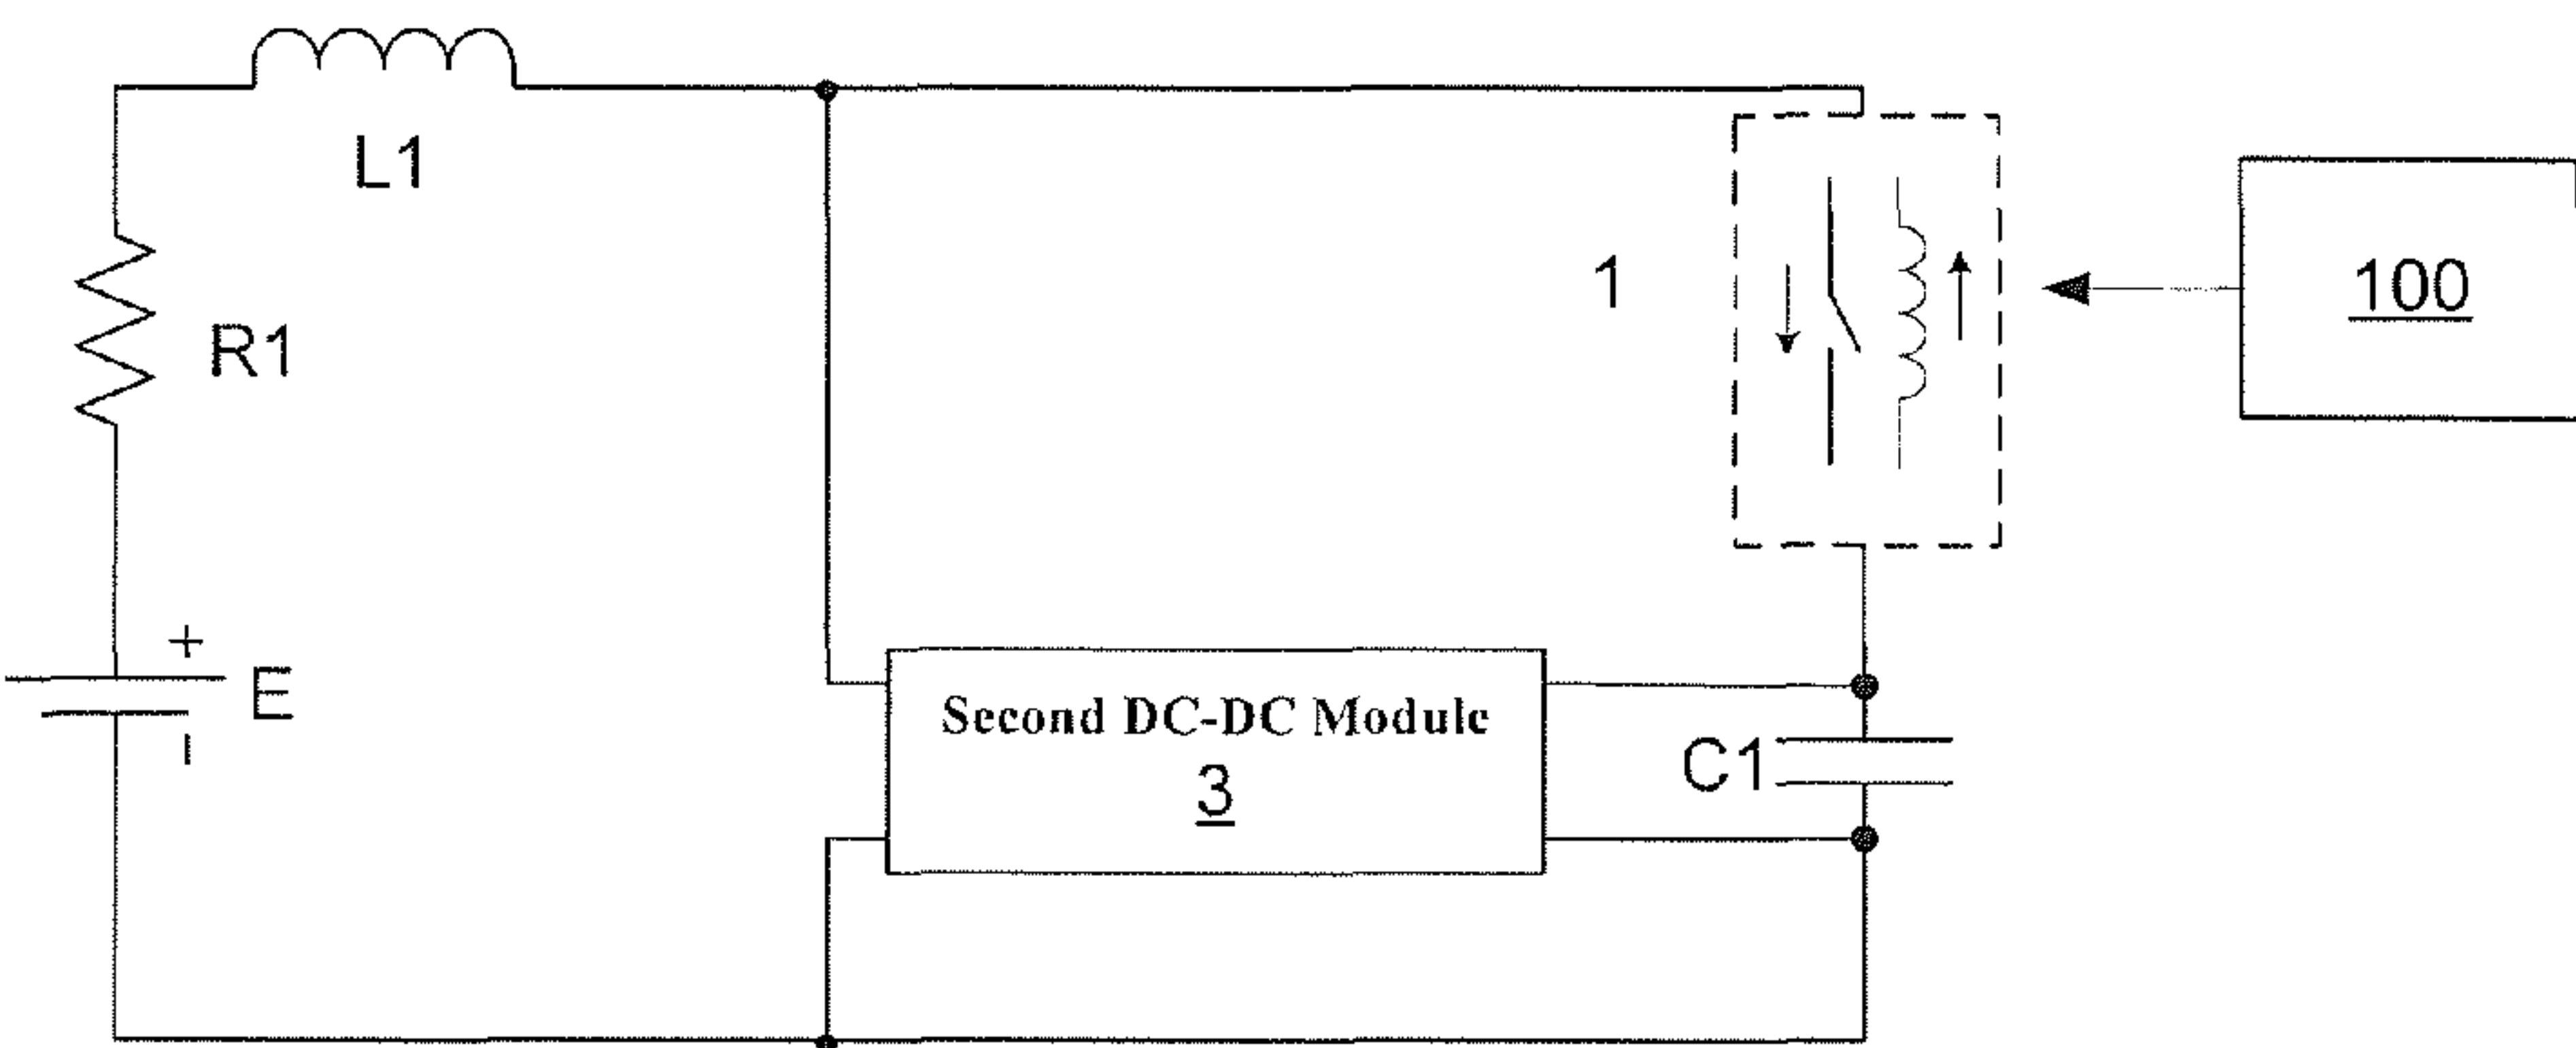 L1
1
100
R1
+
E
-
Second DC-DC Module
3
C1